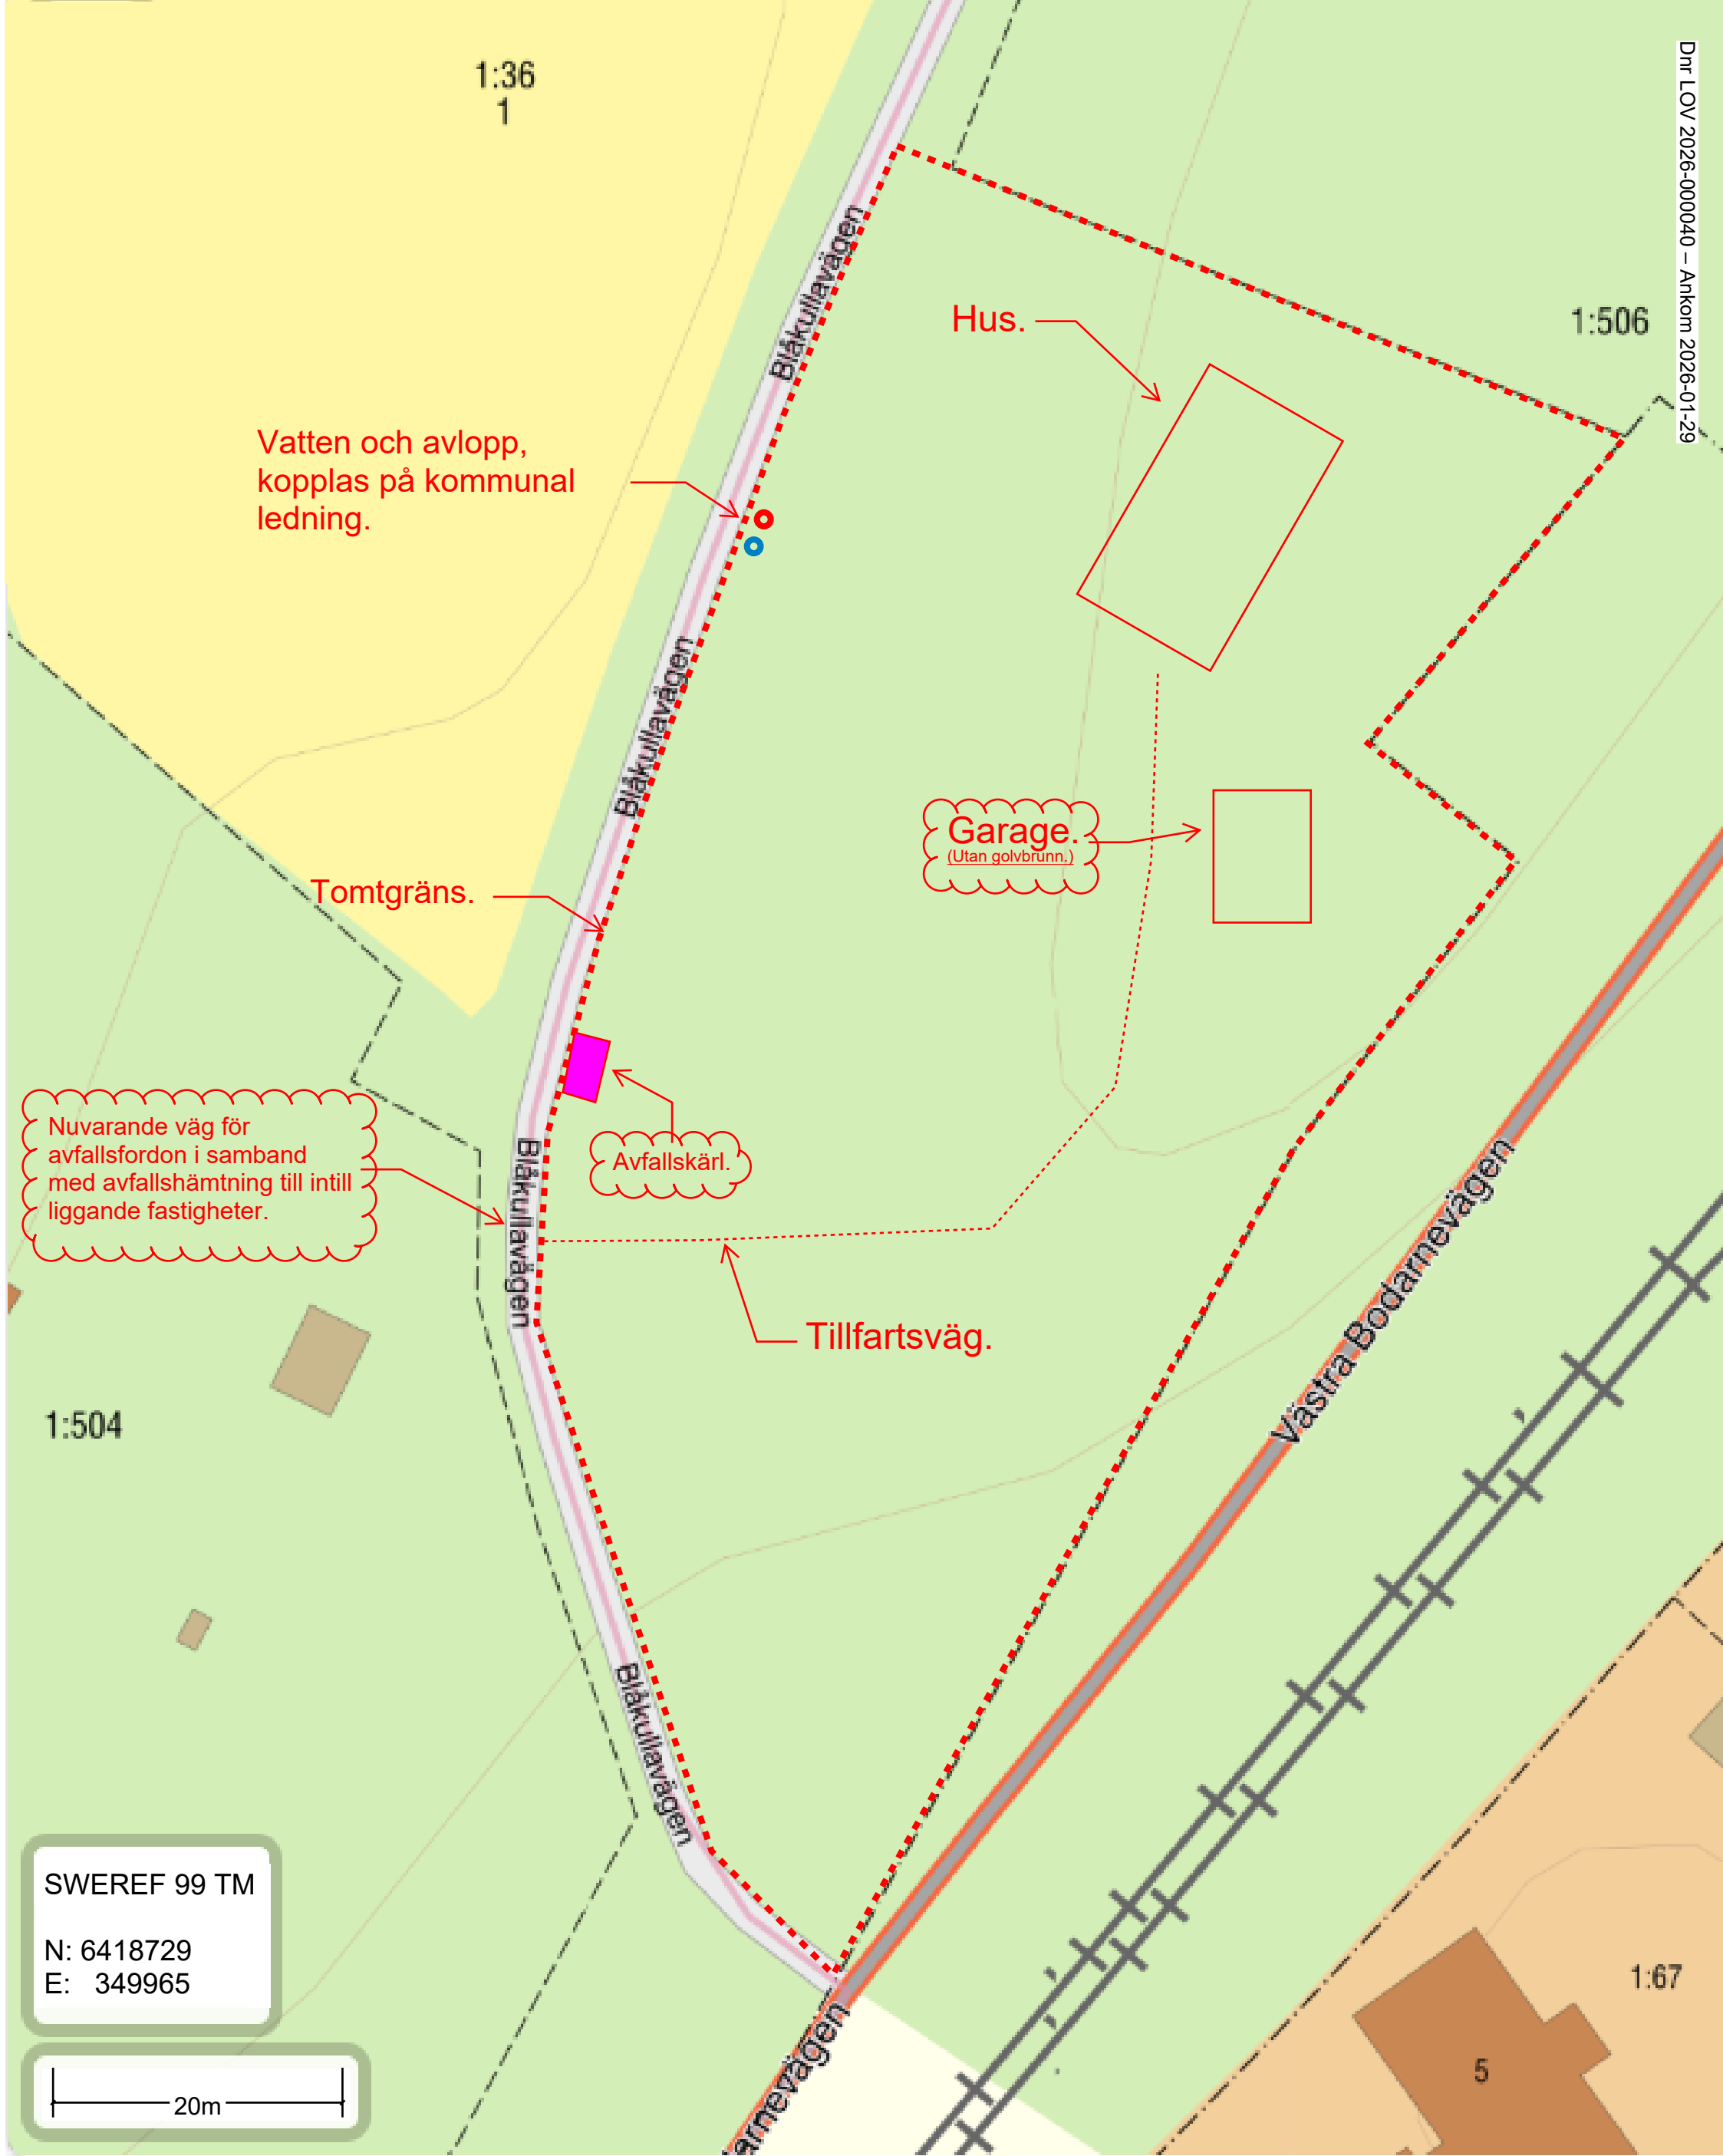 1:36
1
Dnr LOV 2026-000040 – Ankom 2026-01-29
Blåkullavägen
Hus.
1:506
Vatten och avlopp,
kopplas på kommunal
ledning.
Blåkullavägen
Garage.
(Utan golvbrunn.)
Tomtgräns.
Nuvarande väg för
avfallsfordon i samband
med avfallshämtning till intill
liggande fastigheter.
Avfallskärl.
Blåkullavägen
Västra Bodarnevägen
Tillfartsväg.
1:504
Blåkullavägen
SWEREF 99 TM
N: 6418729
E: 349965
1:67
5
arnevägen
20m